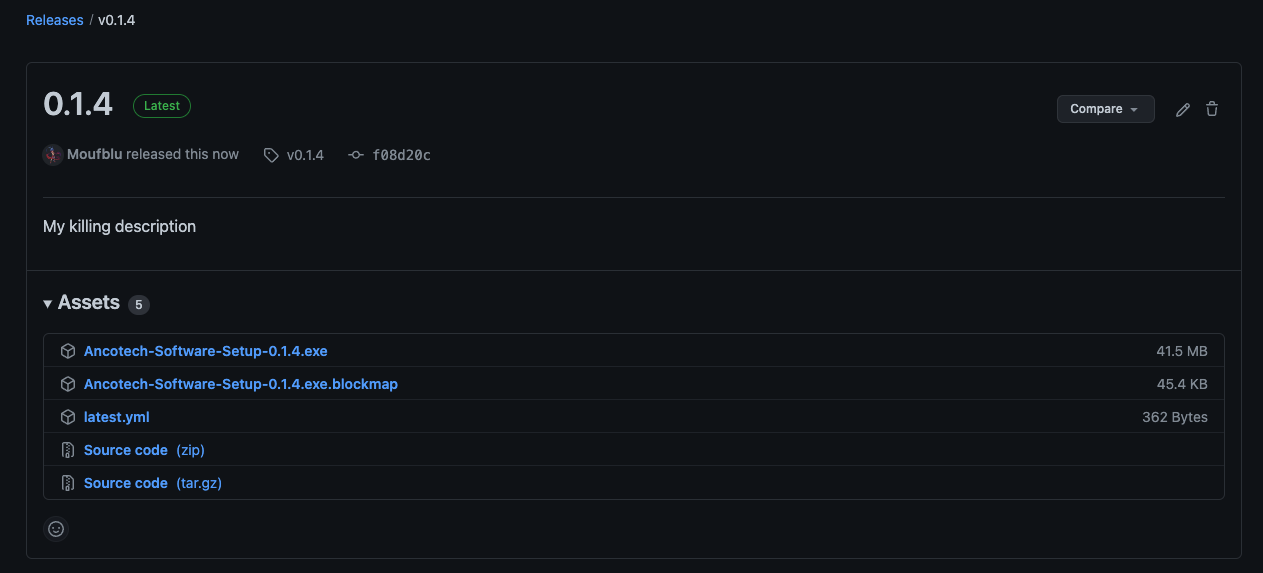 Releases / v0.1.4
0.1.4 Latest Compare
Moufblu released this now v0.1.4 f08d20c
My killing description
Assets 5
Ancotech-Software-Setup-0.1.4.exe 41.5 MB
Ancotech-Software-Setup-0.1.4.exe.blockmap 45.4 KB
latest.yml 362 Bytes
Source code (zip)
Source code (tar.gz)